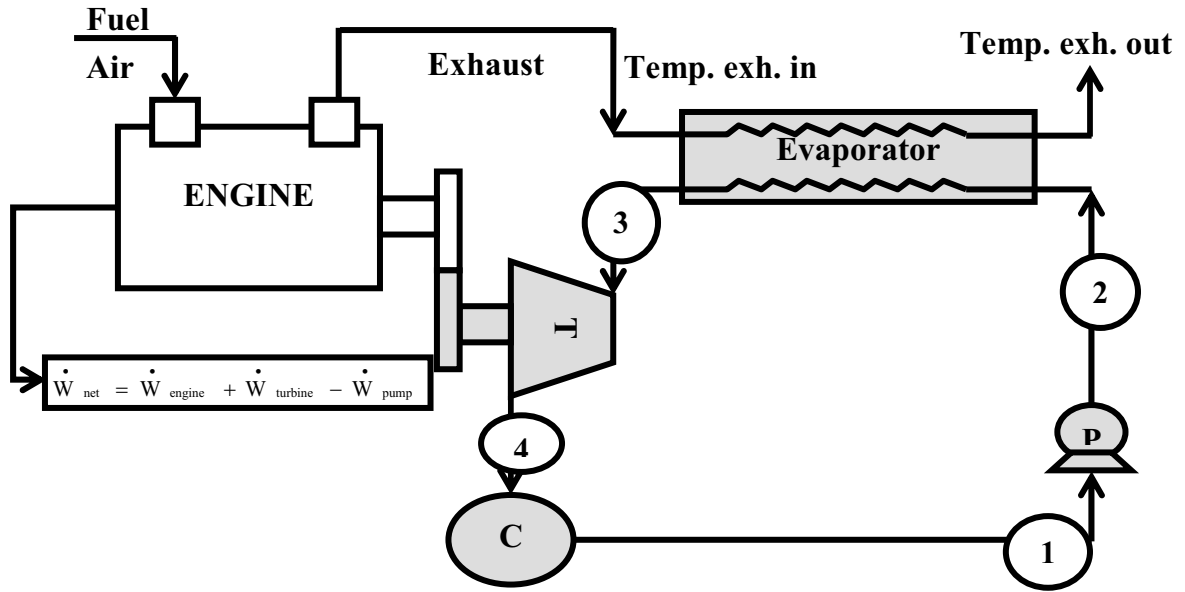 Fuel
Air
Exhaust
Temp. exh. in
Temp. exh. out
Evaporator
ENGINE
3
2
T
Ẇ net = Ẇ engine + Ẇ turbine − Ẇ pump
4
P
C
1